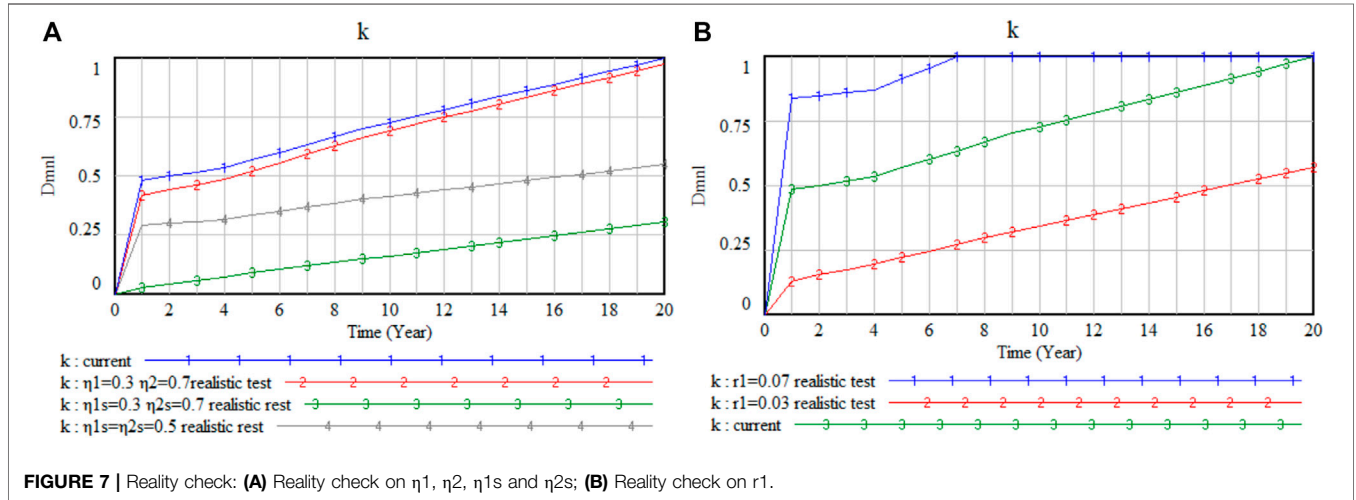 A
k
1
0.75
0.5
0.25
0
Dmnl
0 2 4 6 8 10 12 14 16 18 20
Time (Year)
k : current
k : η1=0.3 η2=0.7realistic test
k : η1s=0.3 η2s=0.7 realistic rest
k : η1s=η2s=0.5 realistic rest
B
k
1
0.75
0.5
0.25
0
Dmnl
0 2 4 6 8 10 12 14 16 18 20
Time (Year)
k : r1=0.07 realistic test
k : r1=0.03 realistic test
k : current
FIGURE 7 | Reality check: (A) Reality check on η1, η2, η1s and η2s; (B) Reality check on r1.